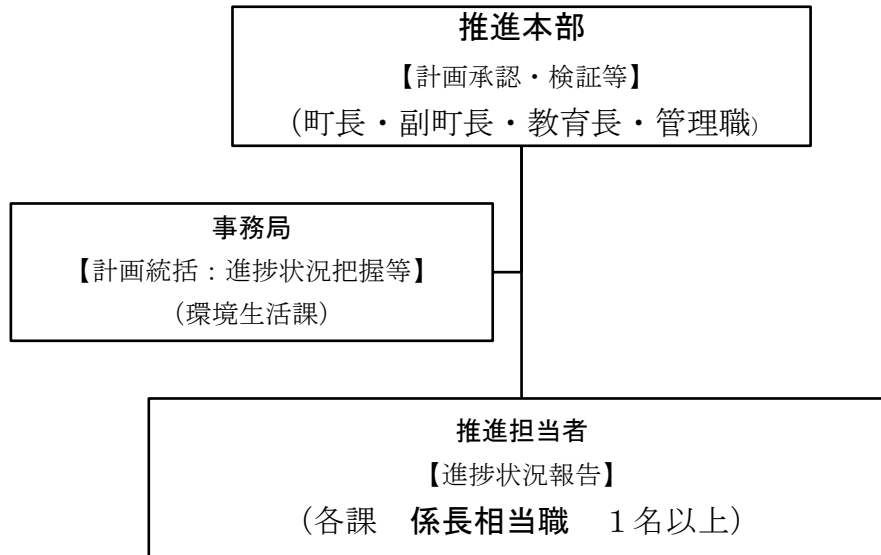 推進本部
【計画承認・検証等】
（町長・副町長・教育長・管理職）
事務局
【計画統括：進捗状況把握等】
（環境生活課）
推進担当者
【進捗状況報告】
（各課　係長相当職　１名以上）